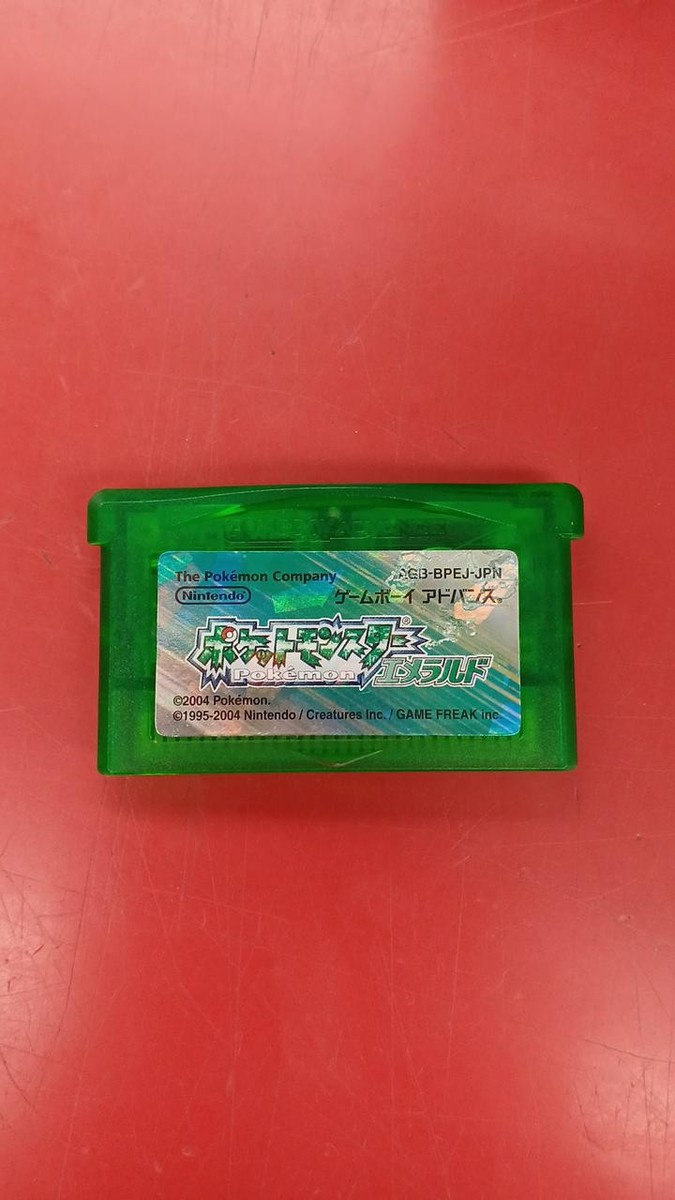 The Pokémon Company
AGB-BPEJ-JPN
Nintendo®
ゲームボーイ アドバンス®
ポケットモンスター®
Pokémon
エメラルド
©2004 Pokémon.
©1995-2004 Nintendo / Creatures inc. / GAME FREAK inc.